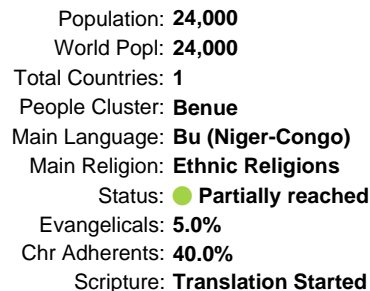 Population: 24,000
World Popl: 24,000
Total Countries: 1
People Cluster: Benue
Main Language: Bu (Niger-Congo)
Main Religion: Ethnic Religions
Status: Partially reached
Evangelicals: 5.0%
Chr Adherents: 40.0%
Scripture: Translation Started